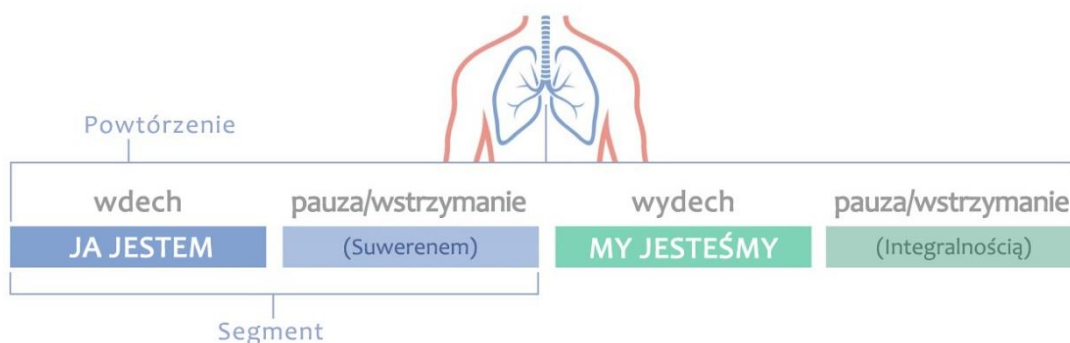 Powtórzenie
wdech pauza/wstrzymanie wydech pauza/wstrzymanie
JA JESTEM (Suwerenem) MY JESTEŚMY (Integralnością)
Segment